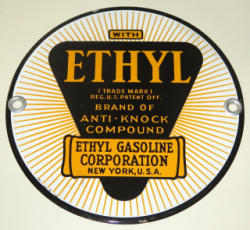 WITH
ETHYL
(TRADE MARK)
REG. U.S. PATENT OFF.
BRAND OF
ANTI-KNOCK
COMPOUND
ETHYL GASOLINE
CORPORATION
NEW YORK, U.S.A.